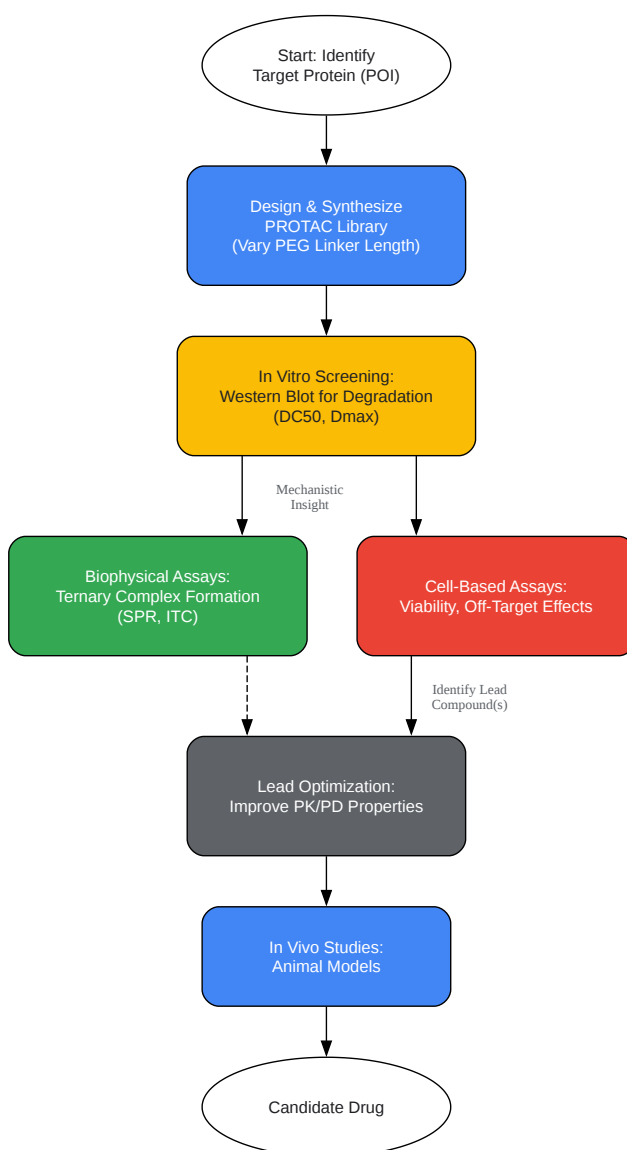 Start: Identify
Target Protein (POI)
Design & Synthesize
PROTAC Library
(Vary PEG Linker Length)
In Vitro Screening:
Western Blot for Degradation
(DC50, Dmax)
Mechanistic
Insight
Biophysical Assays:
Ternary Complex Formation
(SPR, ITC)
Cell-Based Assays:
Viability, Off-Target Effects
Identify Lead
Compound(s)
Lead Optimization:
Improve PK/PD Properties
In Vivo Studies:
Animal Models
Candidate Drug